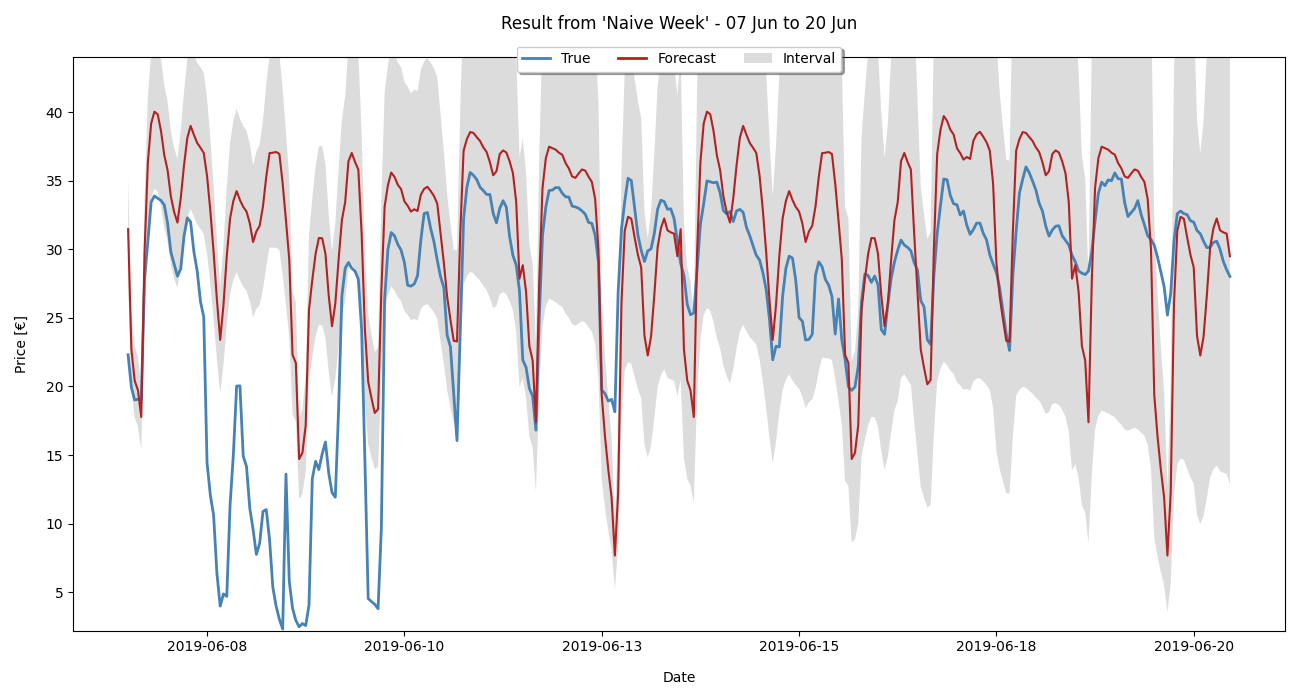 Result from 'Naive Week' - 07 Jun to 20 Jun
True Forecast Interval
40
35
30
25
20
15
10
5
Price [€]
2019-06-08 2019-06-10 2019-06-13 2019-06-15 2019-06-18 2019-06-20
Date